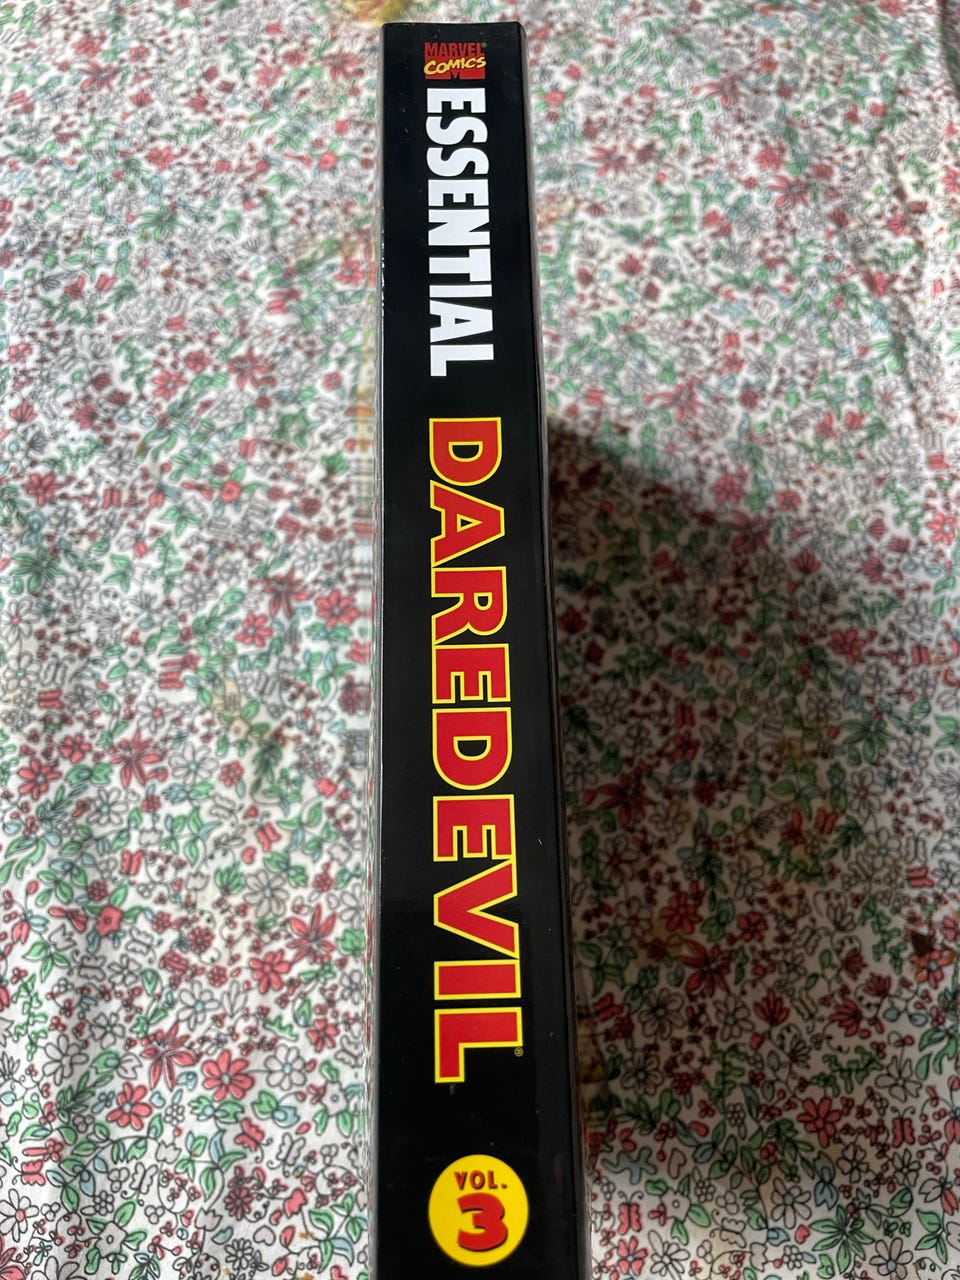 MARVEL®
COMICS
ESSENTIAL
DAREDEVIL®
VOL.
3